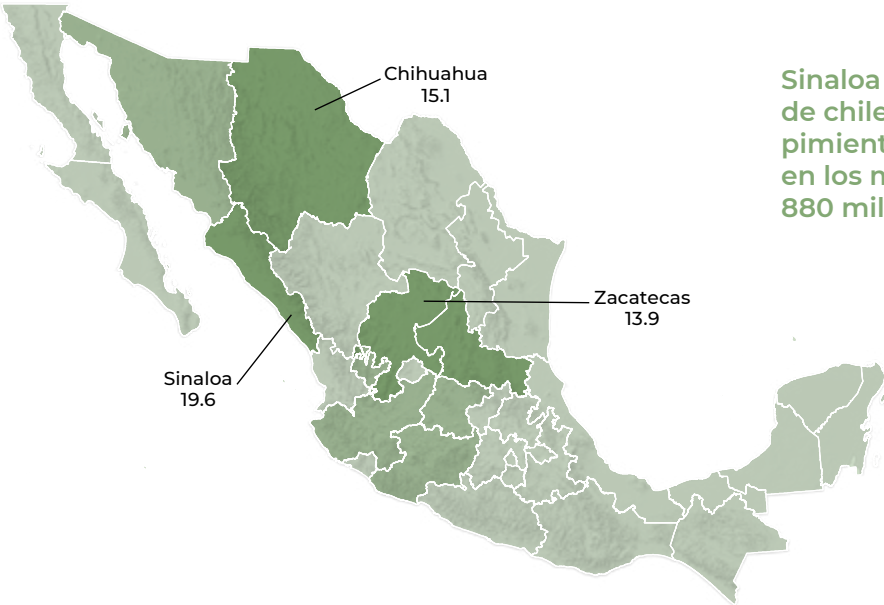 Chihuahua
15.1
Sinaloa
de chile
pimient
en los
880 mil
Zacatecas
13.9
Sinaloa
19.6